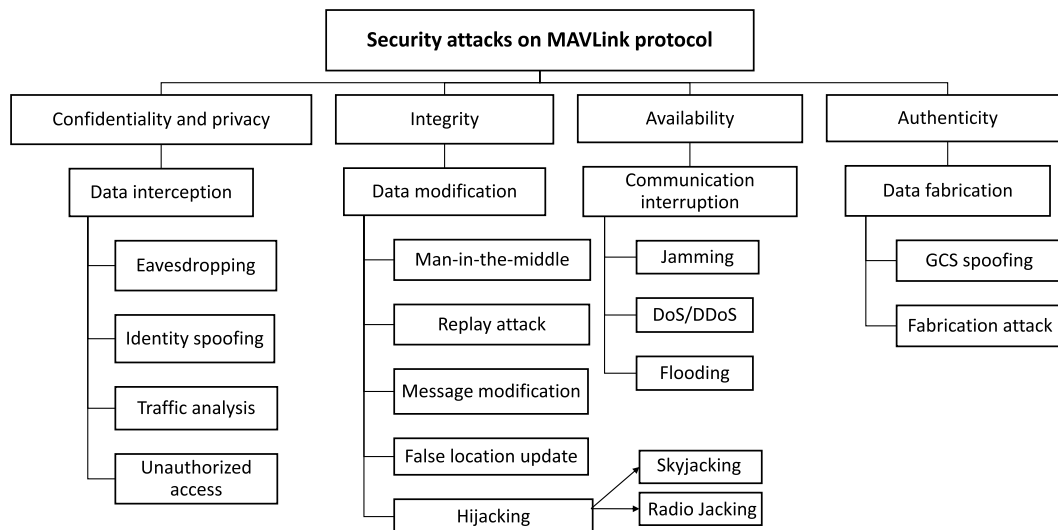 Security attacks on MAVLink protocol
Confidentiality and privacy
Integrity
Availability
Authenticity
Data interception
Data modification
Communication
interruption
Data fabrication
Eavesdropping
Identity spoofing
Traffic analysis
Unauthorized
access
Man-in-the-middle
Replay attack
Message modification
False location update
Hijacking
Skyjacking
Radio Jacking
Jamming
DoS/DDoS
Flooding
GCS spoofing
Fabrication attack